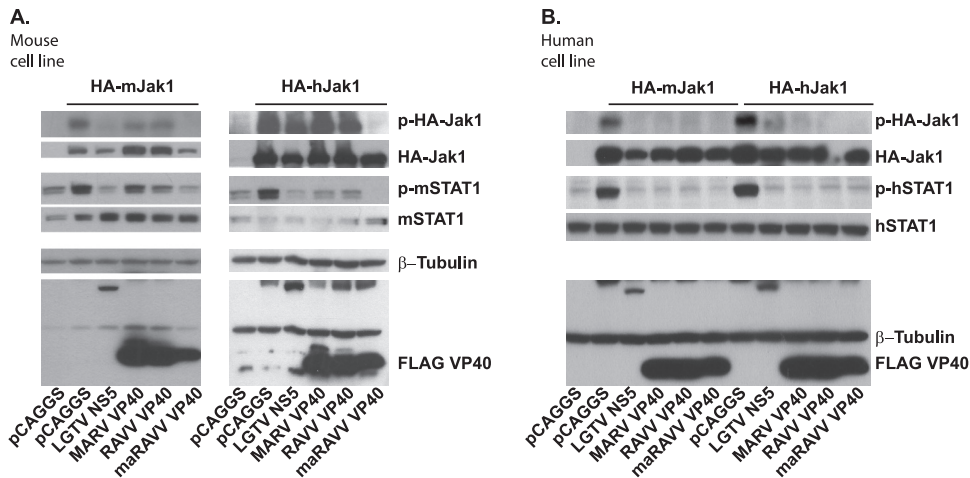 A.
Mouse
cell line
HA-mJak1
HA-hJak1
p-HA-Jak1
HA-Jak1
p-mSTAT1
mSTAT1
β–Tubulin
FLAG VP40
pCAGGS
pCAGGS
LGTV NS5
MARV VP40
RAVV VP40
maRAVV VP40
pCAGGS
pCAGGS
LGTV NS5
MARV VP40
RAVV VP40
maRAVV VP40
B.
Human
cell line
HA-mJak1
HA-hJak1
p-HA-Jak1
HA-Jak1
p-hSTAT1
hSTAT1
β–Tubulin
FLAG VP40
pCAGGS
pCAGGS
LGTV NS5
MARV VP40
RAVV VP40
maRAVV VP40
pCAGGS
LGTV NS5
MARV VP40
RAVV VP40
maRAVV VP40